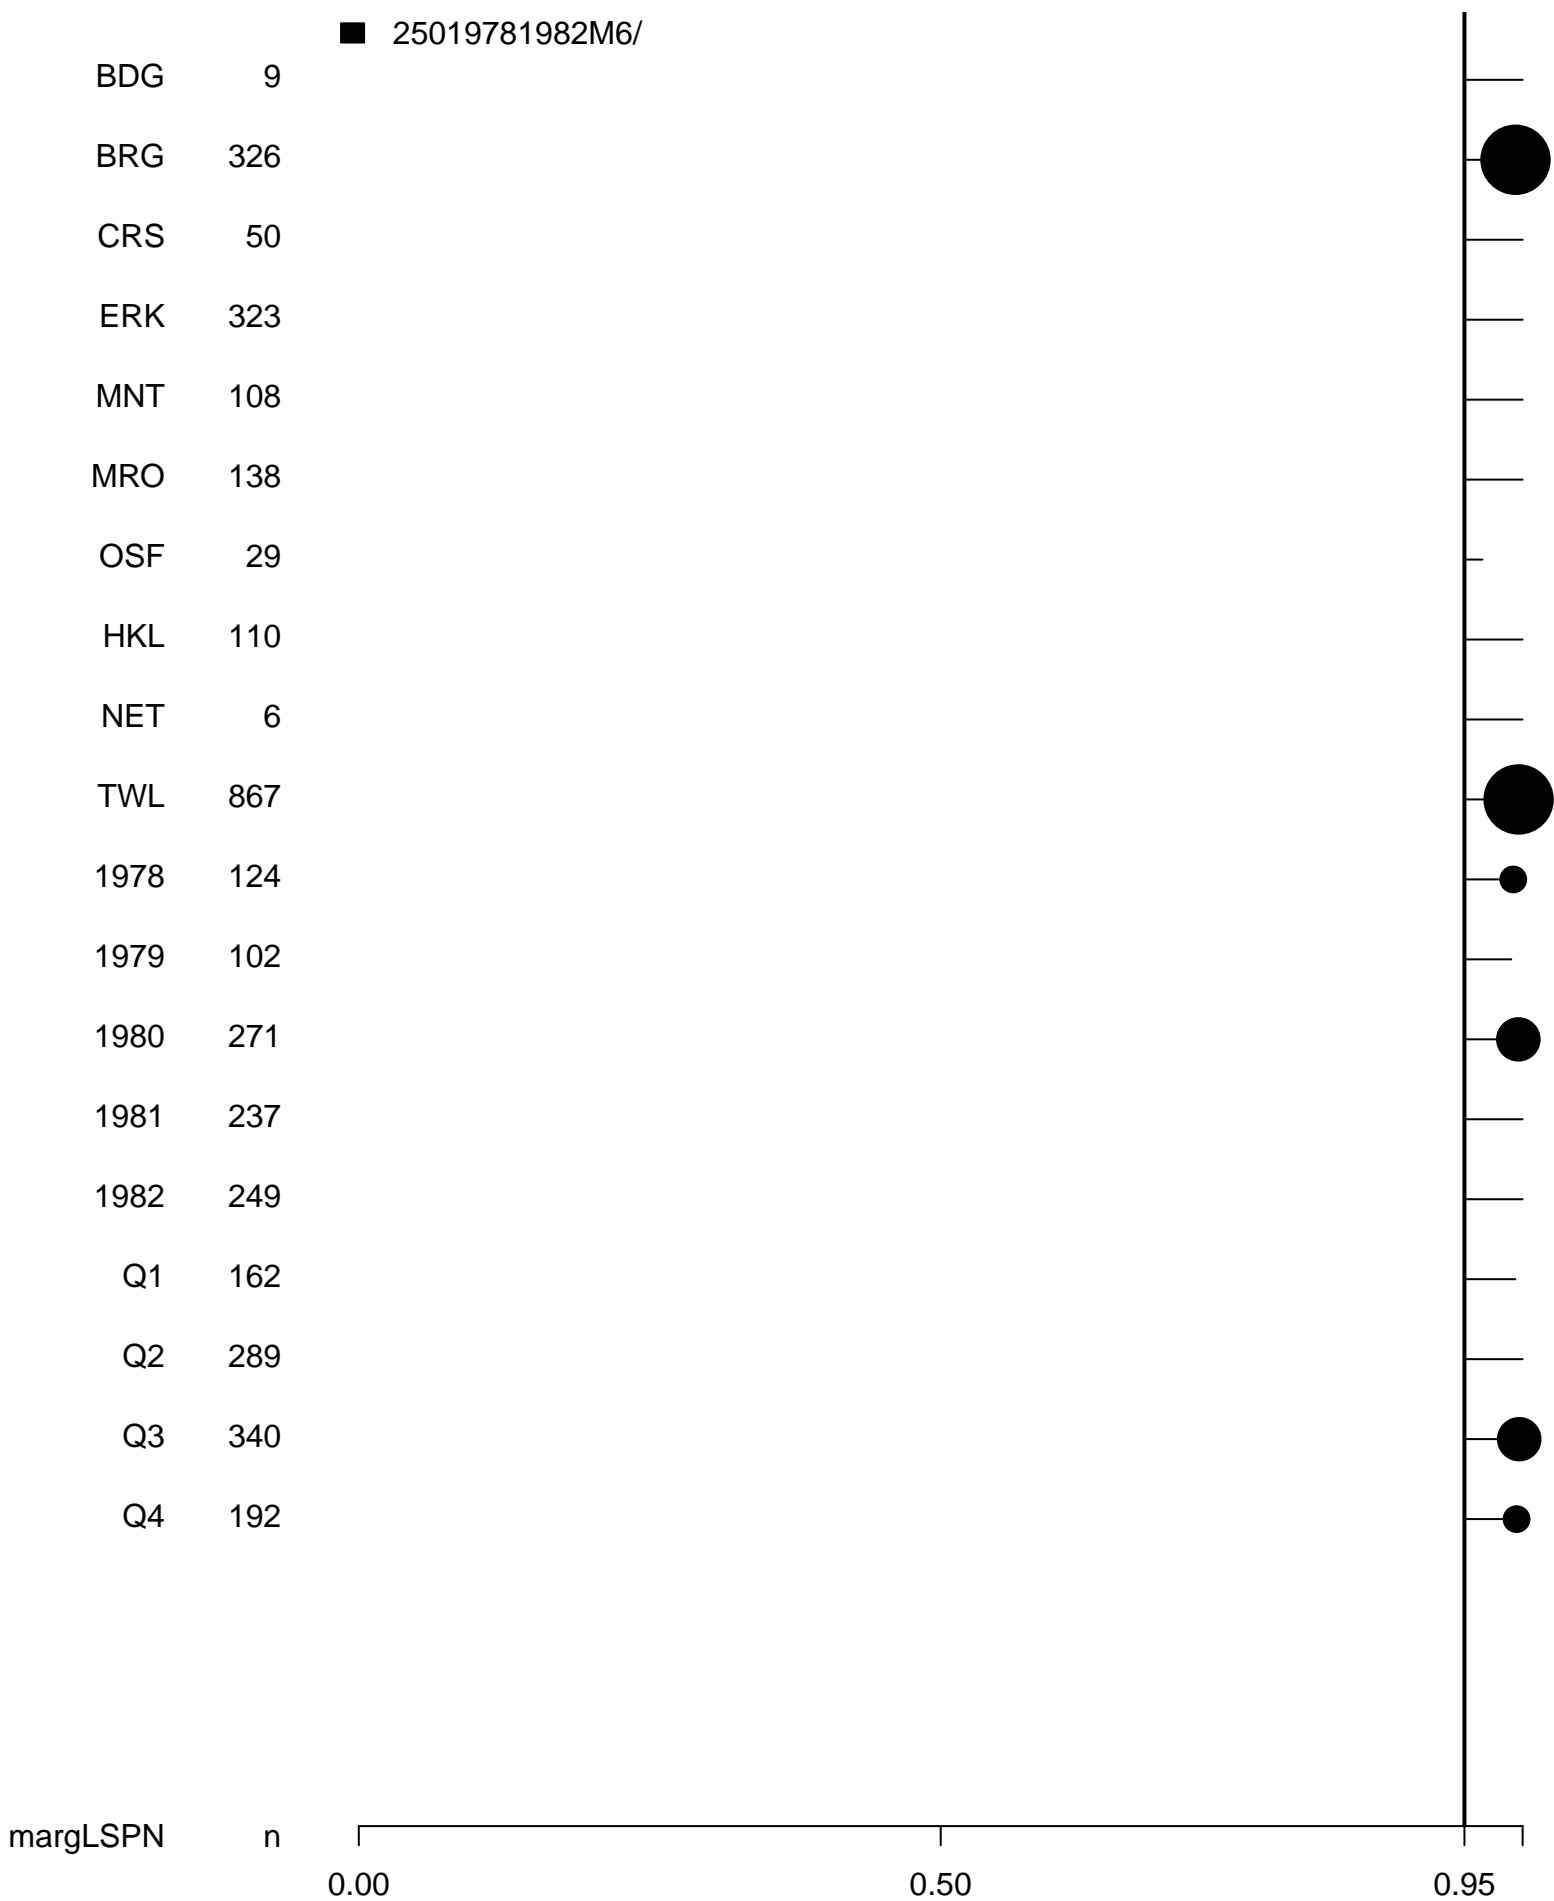 25019781982M6/
BDG 9
BRG 326
CRS 50
ERK 323
MNT 108
MRO 138
OSF 29
HKL 110
NET 6
TWL 867
1978 124
1979 102
1980 271
1981 237
1982 249
Q1 162
Q2 289
Q3 340
Q4 192
margLSPN n
0.00 0.50 0.95